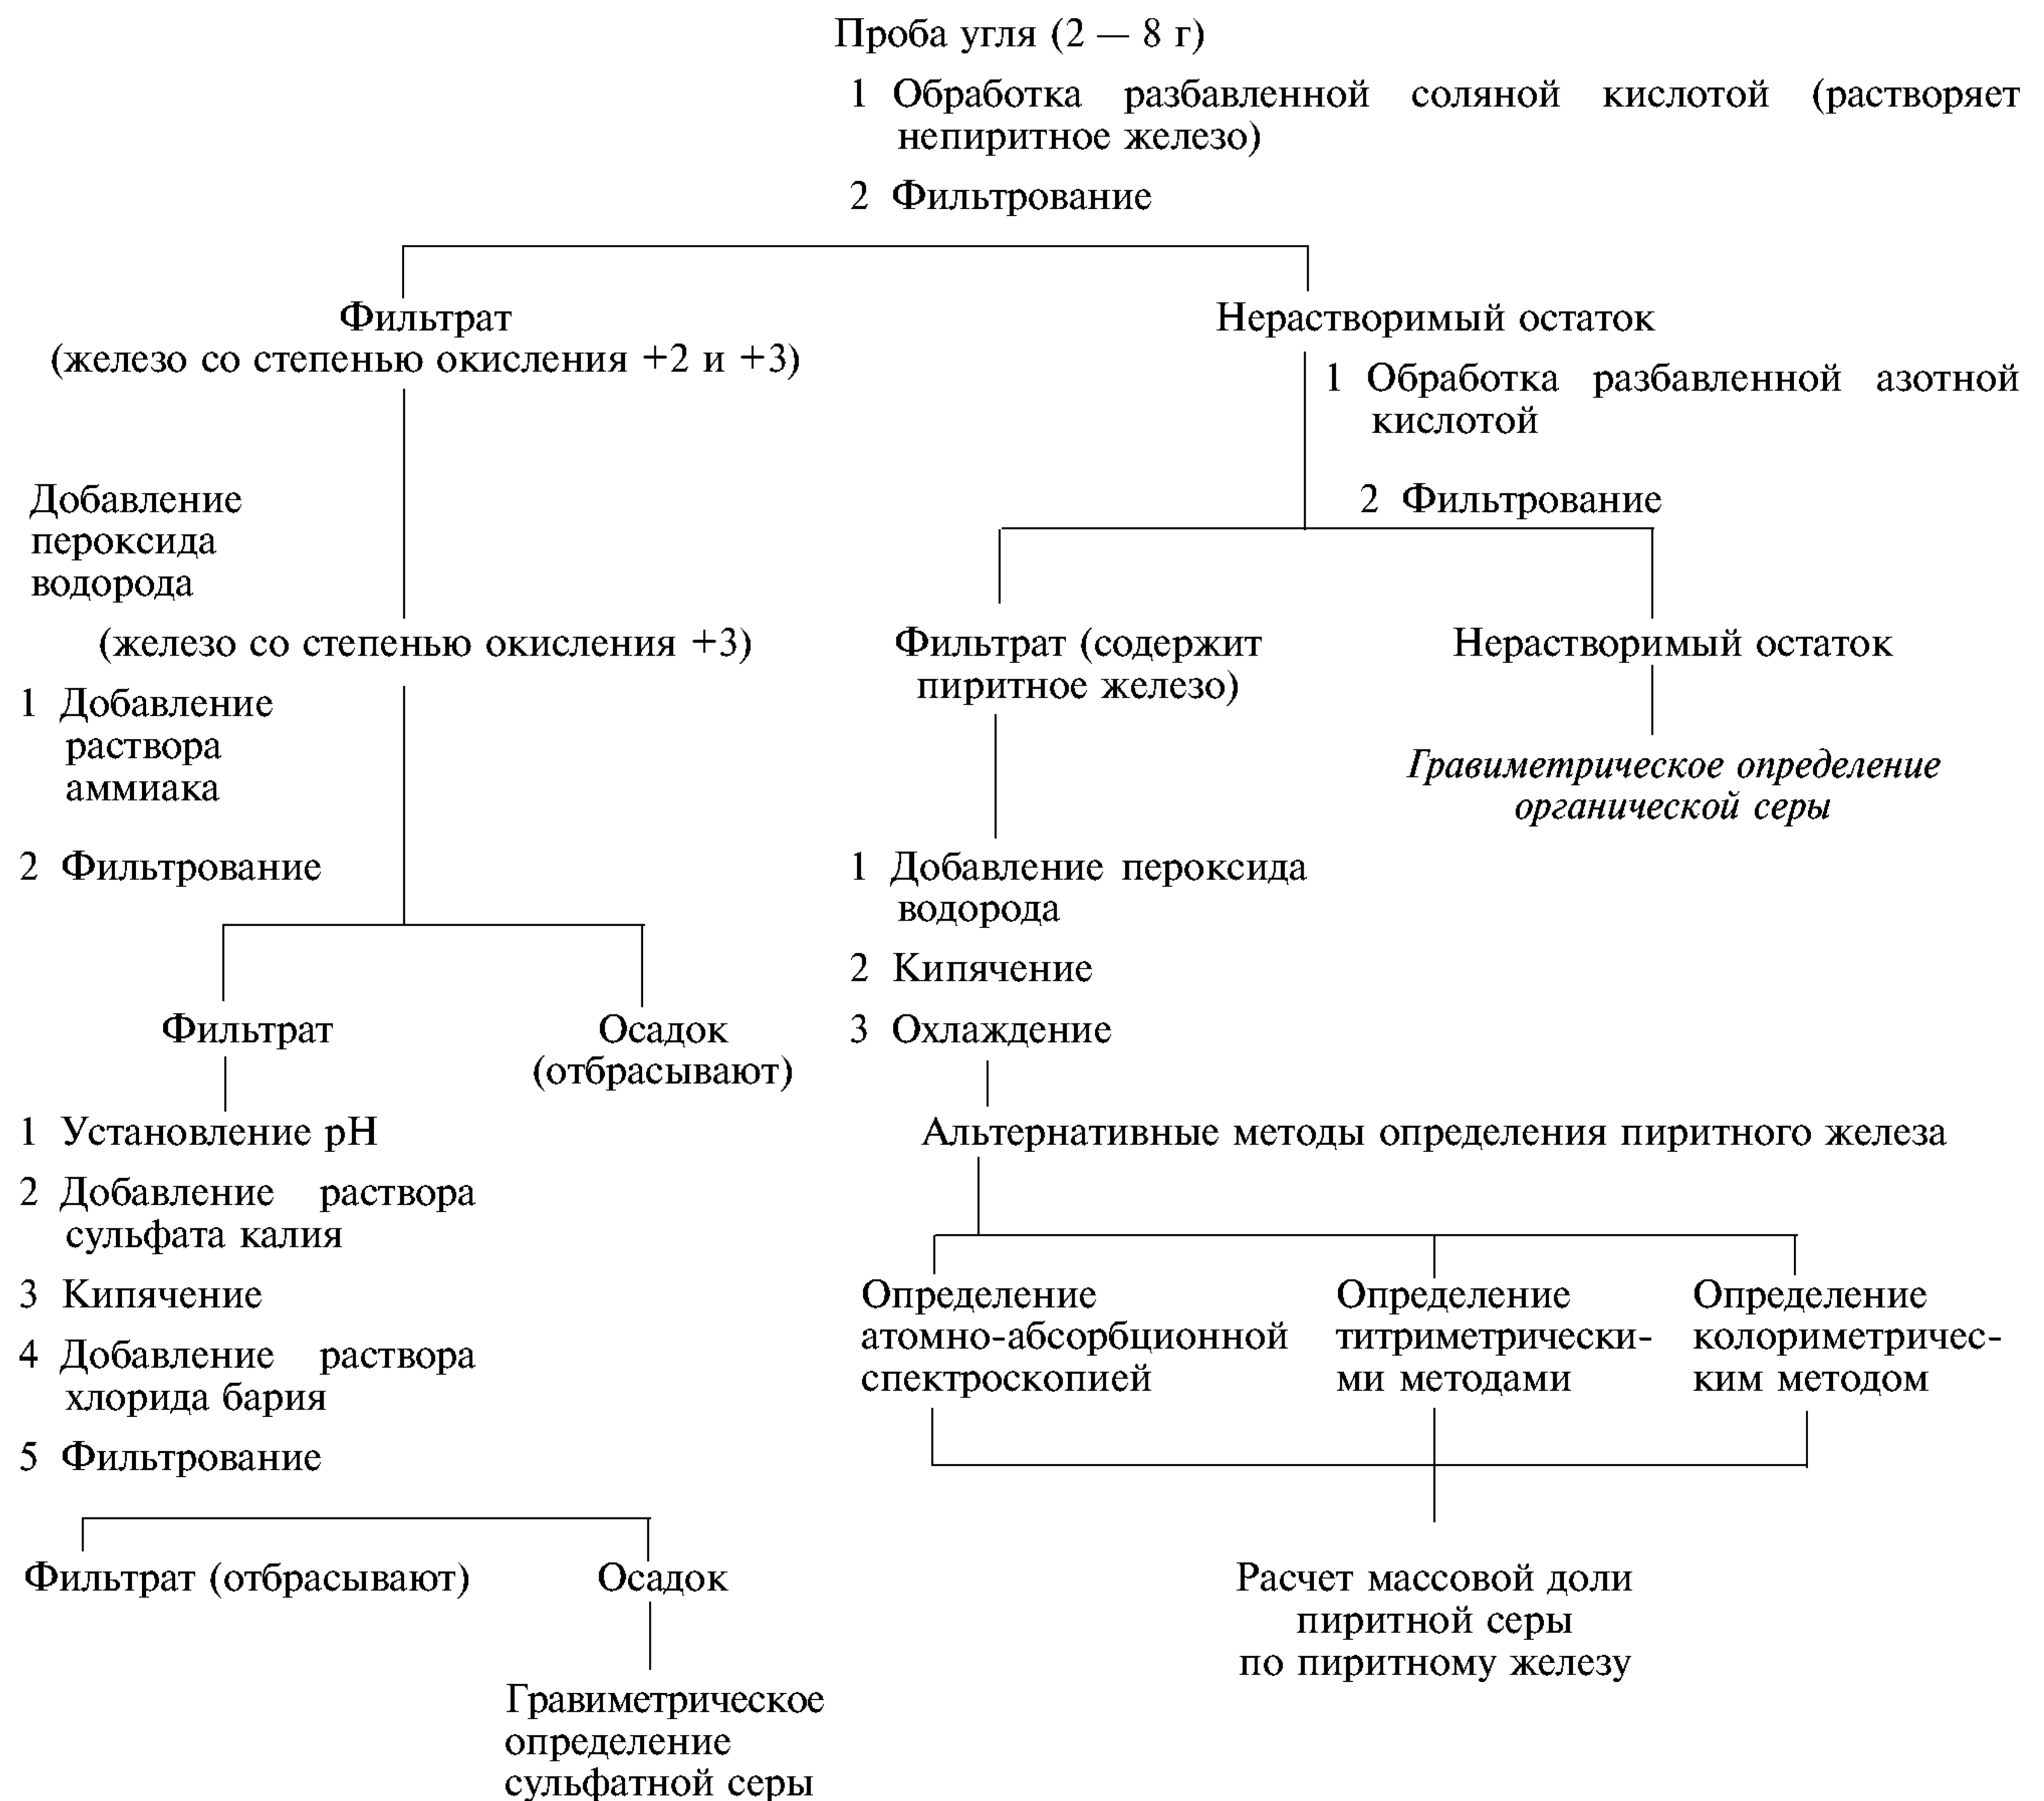 Проба угля (2 — 8 г)
1 Обработка разбавленной соляной кислотой (растворяет
непиритное железо)
2 Фильтрование
Фильтрат
(железо со степенью окисления +2 и +3)
Нерастворимый остаток
1 Обработка разбавленной азотной
кислотой
2 Фильтрование
Добавление
пероксида
водорода
(железо со степенью окисления +3)
1 Добавление
раствора
аммиака
2 Фильтрование
Фильтрат
Осадок
(отбрасывают)
1 Установление pH
2 Добавление раствора
сульфата калия
3 Кипячение
4 Добавление раствора
хлорида бария
5 Фильтрование
Фильтрат (отбрасывают)
Осадок
Гравиметрическое
определение
сульфатной серы
Фильтрат (содержит
пиритное железо)
Нерастворимый остаток
Гравиметрическое определение
органической серы
1 Добавление пероксида
водорода
2 Кипячение
3 Охлаждение
Альтернативные методы определения пиритного железа
Определение
атомно-абсорбционной
спектроскопией
Определение
титриметрически-
ми методами
Определение
колориметричес-
ким методом
Расчет массовой доли
пиритной серы
по пиритному железу